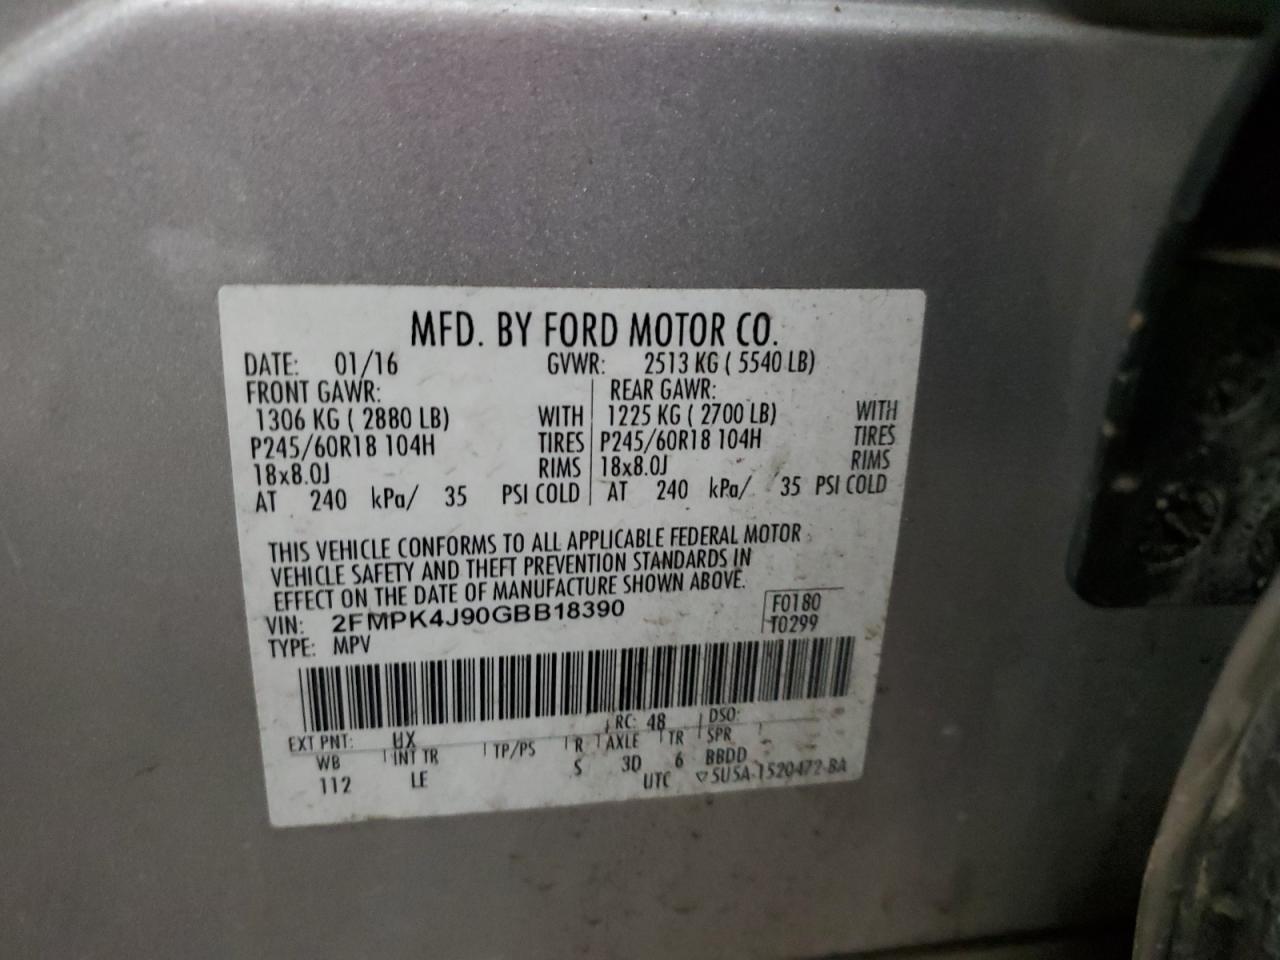 MFD. BY FORD MOTOR CO.
DATE: 01/16 GVWR: 2513 KG ( 5540 LB)
FRONT GAWR: REAR GAWR:
1306 KG ( 2880 LB) WITH 1225 KG ( 2700 LB) WITH
P245/60R18 104H TIRES P245/60R18 104H TIRES
18x8.0J RIMS 18x8.0J RIMS
AT 240 kPa/ 35 PSI COLD AT 240 kPa/ 35 PSI COLD
THIS VEHICLE CONFORMS TO ALL APPLICABLE FEDERAL MOTOR
VEHICLE SAFETY AND THEFT PREVENTION STANDARDS IN
EFFECT ON THE DATE OF MANUFACTURE SHOWN ABOVE.
VIN: 2FMPK4J90GBB18390 F0180
TYPE: MPV T0299
EXT PNT: UX RC: 48 DSO:
WB INT TR TP/PS R AXLE TR SPR
112 LE S 3D 6 BBDD
UTC ▽5U5A-1520472-BA